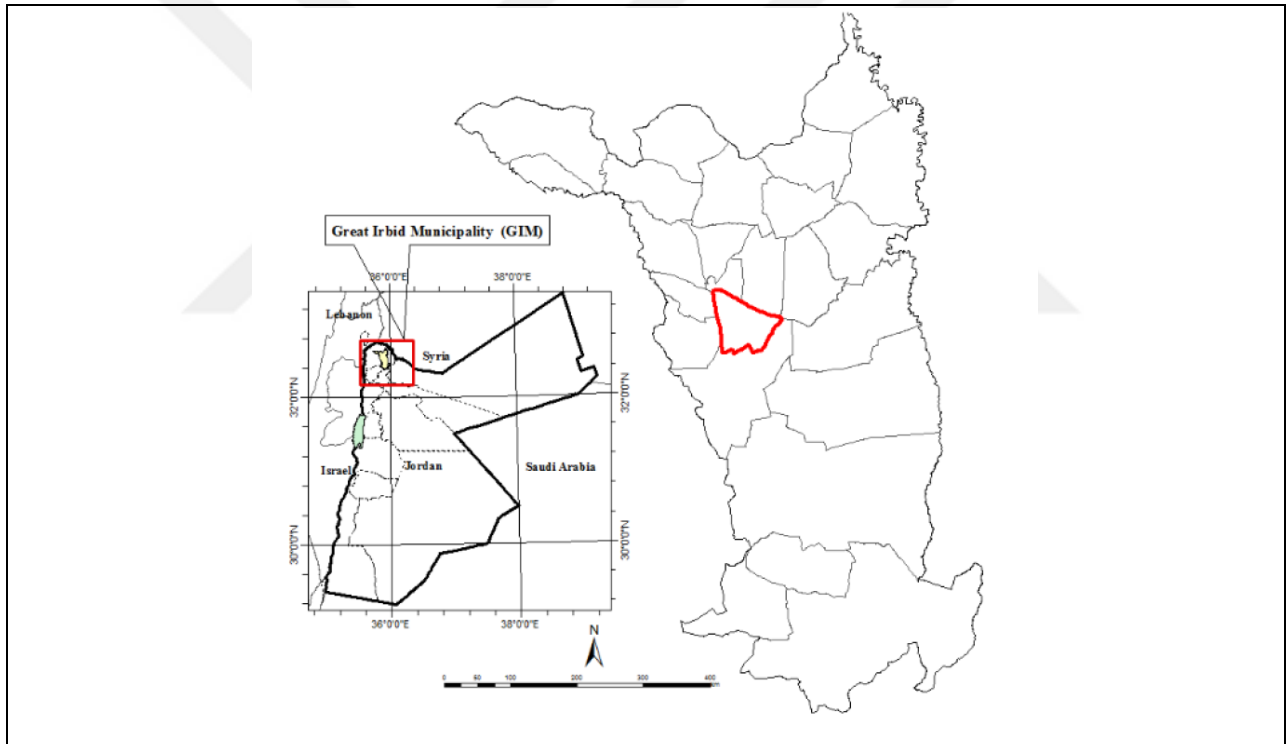 Great Irbid Municipality (GIM)
36°0'0"E 38°0'0"E
Lebanon
Syria
32°0'0"N 32°0'0"N
Israel Jordan Saudi Arabia
30°0'0"N 30°0'0"N
36°0'0"E 38°0'0"E
N
0 50 100 200 300 400
km